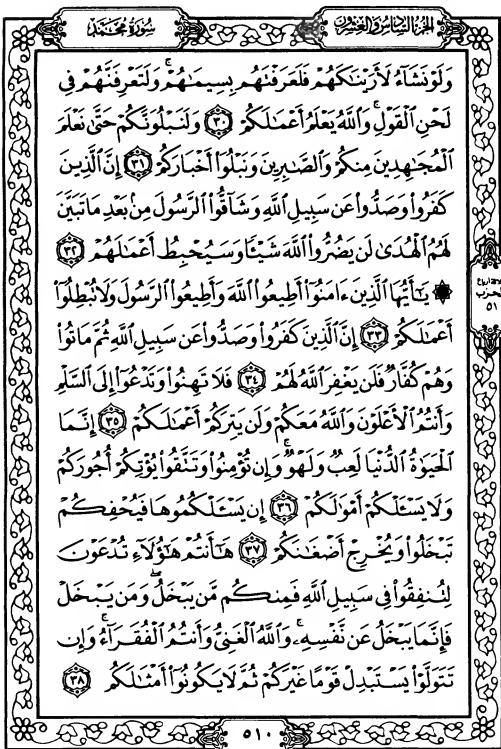 الجزء السادس والعشرون
سورة محمد
وَلَوْ نَشَآءُ لَأَرَيْنَٰكَهُمْ فَلَعَرَفْتَهُم بِسِيمَٰهُمْ ۚ وَلَتَعْرِفَنَّهُمْ فِى
لَحْنِ ٱلْقَوْلِ ۚ وَٱللَّهُ يَعْلَمُ أَعْمَٰلَكُمْ ٣٠ وَلَنَبْلُوَنَّكُمْ حَتَّىٰ نَعْلَمَ
ٱلْمُجَٰهِدِينَ مِنكُمْ وَٱلصَّٰبِرِينَ وَنَبْلُوَا۟ أَخْبَارَكُمْ ٣١ إِنَّ ٱلَّذِينَ
كَفَرُوا۟ وَصَدُّوا۟ عَن سَبِيلِ ٱللَّهِ وَشَآقُّوا۟ ٱلرَّسُولَ مِنۢ بَعْدِ مَا تَبَيَّنَ
لَهُمُ ٱلْهُدَىٰ لَن يَضُرُّوا۟ ٱللَّهَ شَيْـًٔا وَسَيُحْبِطُ أَعْمَٰلَهُمْ ٣٢
۞ يَٰٓأَيُّهَا ٱلَّذِينَ ءَامَنُوٓا۟ أَطِيعُوا۟ ٱللَّهَ وَأَطِيعُوا۟ ٱلرَّسُولَ وَلَا تُبْطِلُوٓا۟
أَعْمَٰلَكُمْ ٣٣ إِنَّ ٱلَّذِينَ كَفَرُوا۟ وَصَدُّوا۟ عَن سَبِيلِ ٱللَّهِ ثُمَّ مَاتُوا۟
وَهُمْ كُفَّارٌ فَلَن يَغْفِرَ ٱللَّهُ لَهُمْ ٣٤ فَلَا تَهِنُوا۟ وَتَدْعُوٓا۟ إِلَى ٱلسَّلْمِ
وَأَنتُمُ ٱلْأَعْلَوْنَ وَٱللَّهُ مَعَكُمْ وَلَن يَتِرَكُمْ أَعْمَٰلَكُمْ ٣٥ إِنَّمَا
ٱلْحَيَوٰةُ ٱلدُّنْيَا لَعِبٌ وَلَهْوٌ ۚ وَإِن تُؤْمِنُوا۟ وَتَتَّقُوا۟ يُؤْتِكُمْ أُجُورَكُمْ
وَلَا يَسْـَٔلْكُمْ أَمْوَٰلَكُمْ ٣٦ إِن يَسْـَٔلْكُمُوهَا فَيُحْفِكُمْ
تَبْخَلُوا۟ وَيُخْرِجْ أَضْغَٰنَكُمْ ٣٧ هَٰٓأَنتُمْ هَٰٓؤُلَآءِ تُدْعَوْنَ
لِتُنفِقُوا۟ فِى سَبِيلِ ٱللَّهِ فَمِنكُم مَّن يَبْخَلُ ۖ وَمَن يَبْخَلْ
فَإِنَّمَا يَبْخَلُ عَن نَّفْسِهِۦ ۚ وَٱللَّهُ ٱلْغَنِىُّ وَأَنتُمُ ٱلْفُقَرَآءُ ۚ وَإِن
تَتَوَلَّوْا۟ يَسْتَبْدِلْ قَوْمًا غَيْرَكُمْ ثُمَّ لَا يَكُونُوٓا۟ أَمْثَٰلَكُم ٣٨
الحزب
٥١
٥١٠